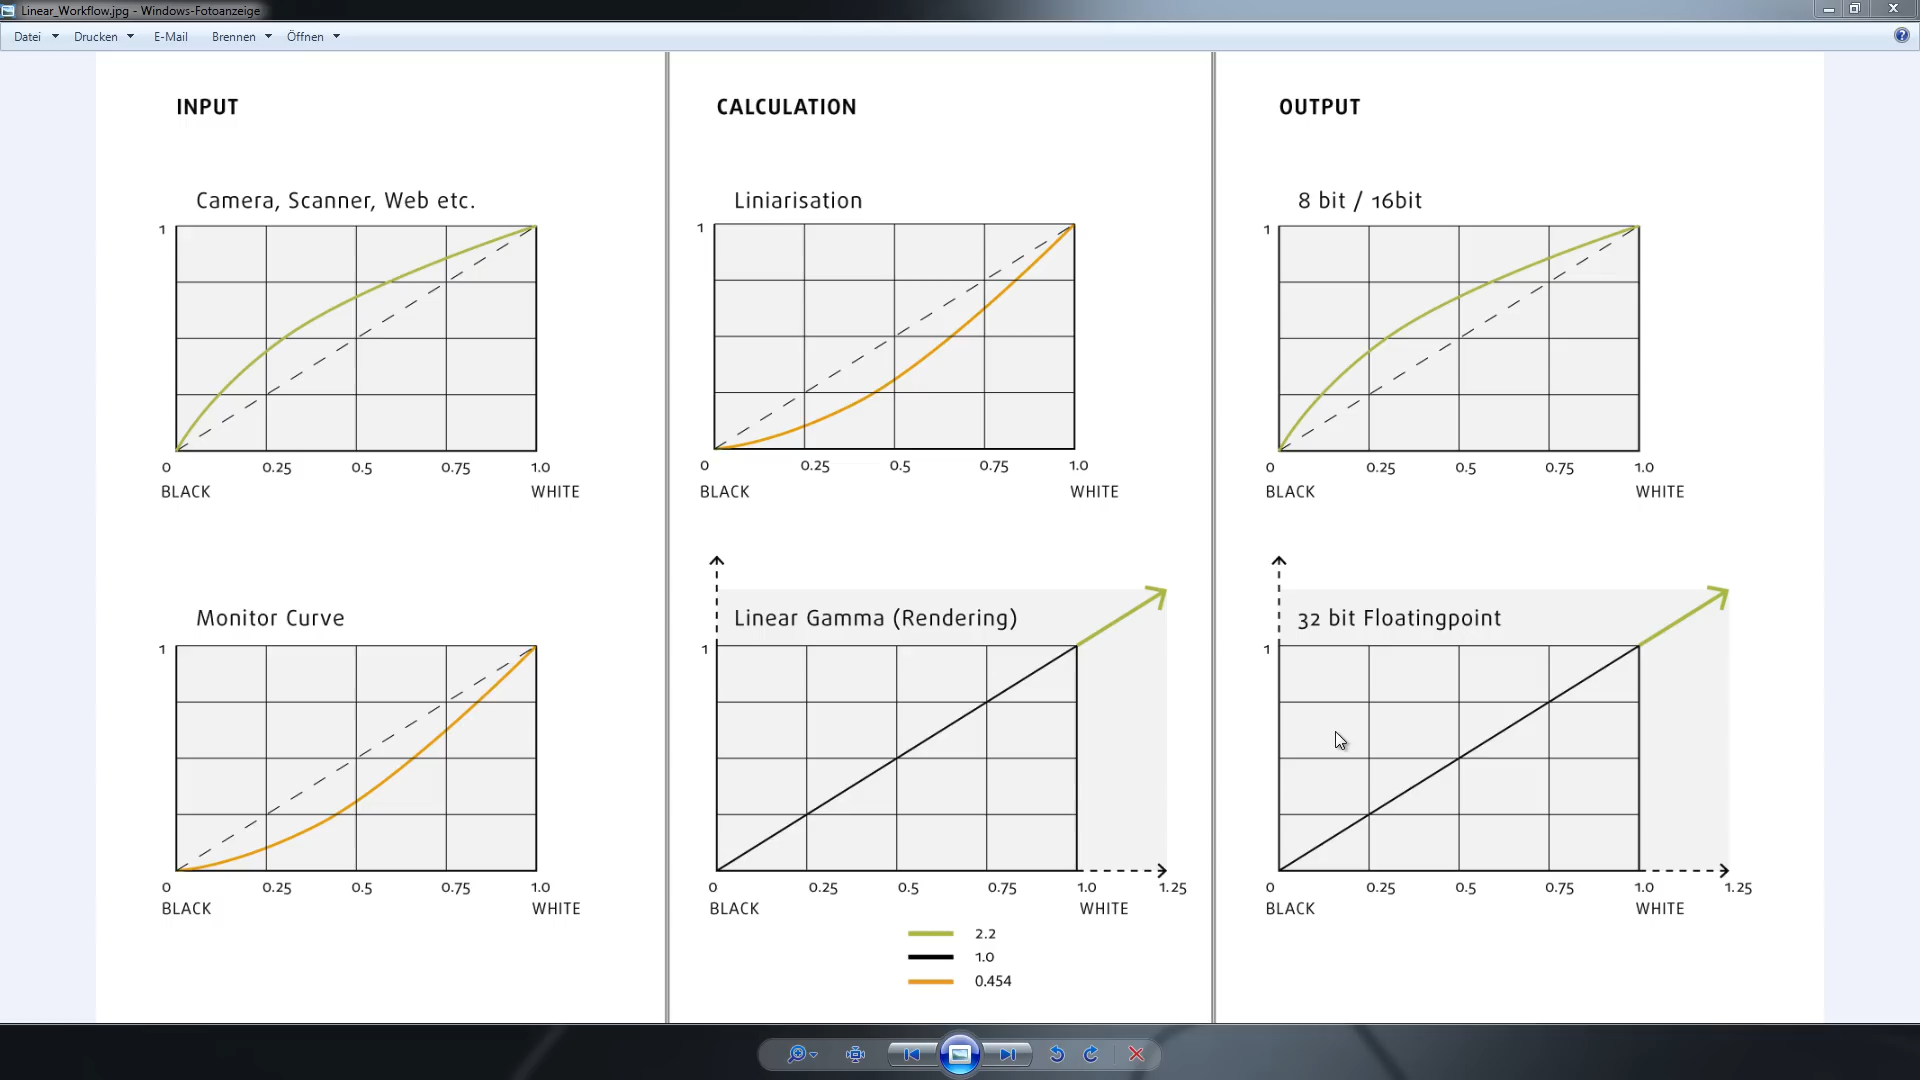 Linear_Workflow.jpg - Windows-Fotoanzeige
Datei Drucken E-Mail Brennen Öffnen
INPUT
Camera, Scanner, Web etc.
1
0 0.25 0.5 0.75 1.0
BLACK WHITE
Monitor Curve
1
0 0.25 0.5 0.75 1.0
BLACK WHITE
CALCULATION
Liniarisation
1
0 0.25 0.5 0.75 1.0
BLACK WHITE
Linear Gamma (Rendering)
1
0 0.25 0.5 0.75 1.0 1.25
BLACK WHITE
2.2
1.0
0.454
OUTPUT
8 bit / 16bit
1
0 0.25 0.5 0.75 1.0
BLACK WHITE
32 bit Floatingpoint
1
0 0.25 0.5 0.75 1.0 1.25
BLACK WHITE